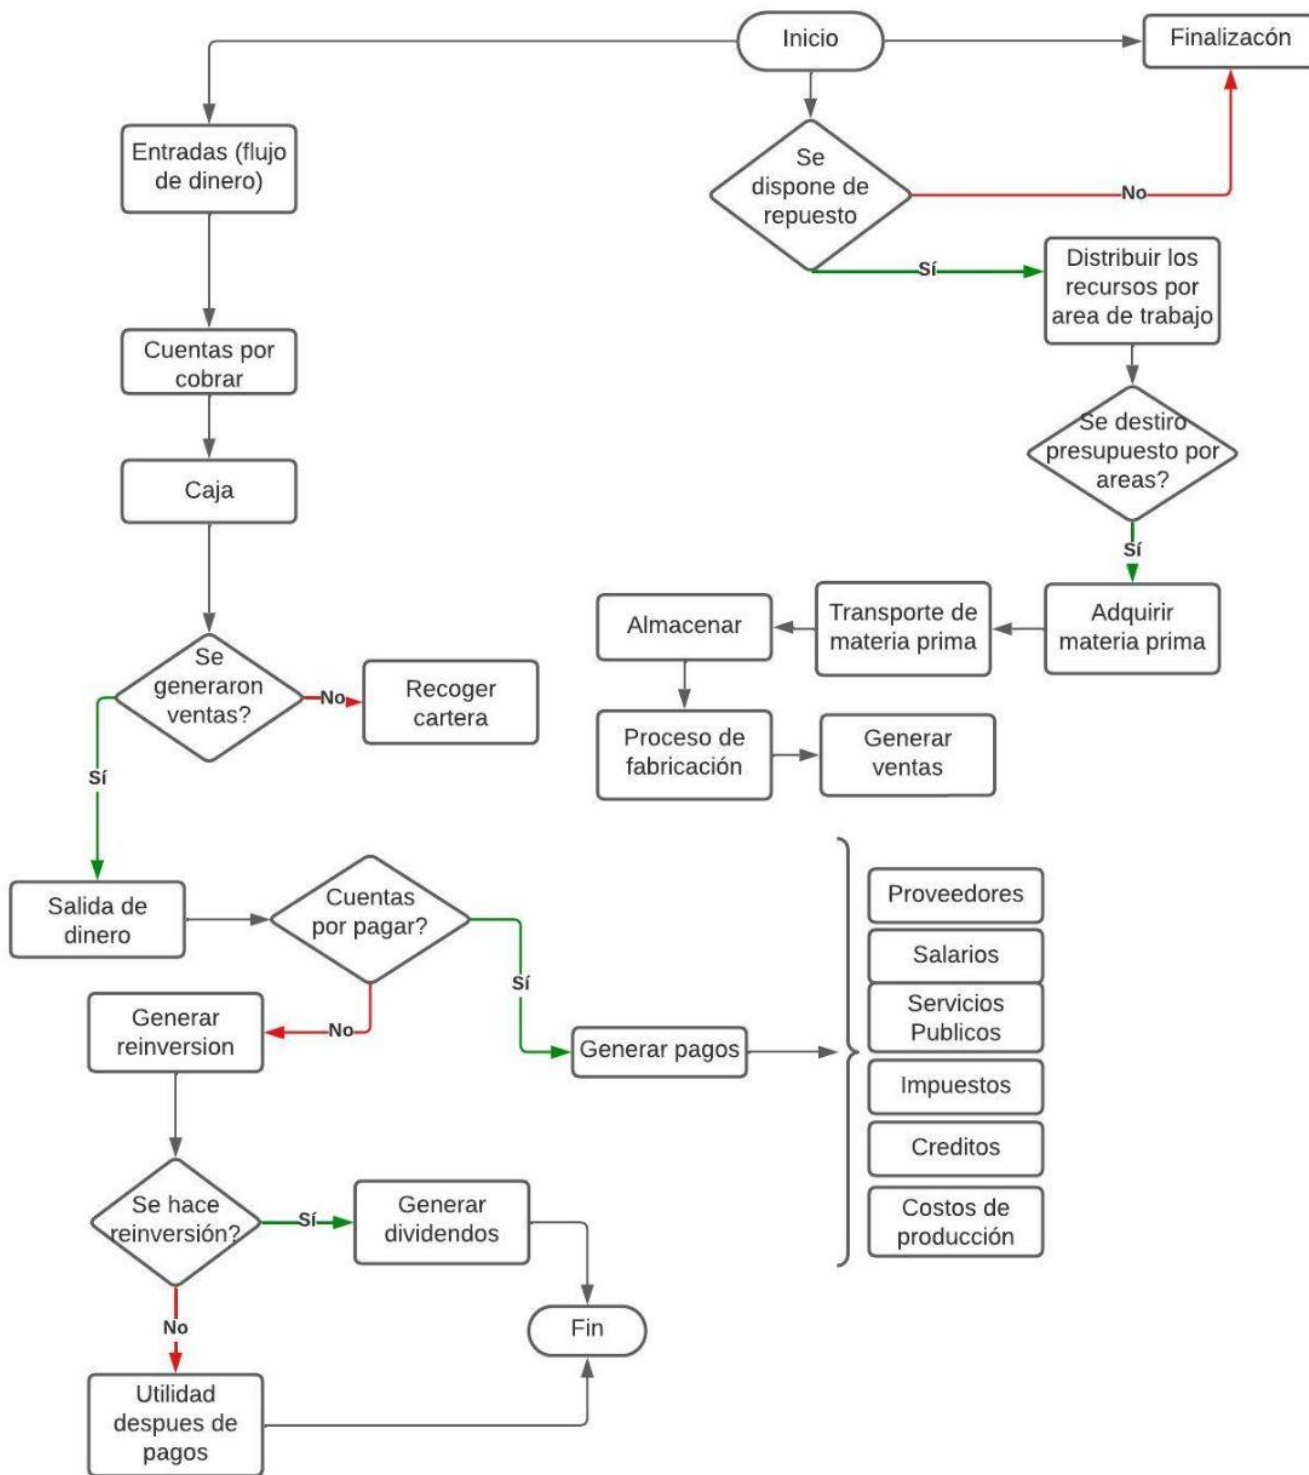 Inicio
Finalizacón
Entradas (flujo
de dinero)
Se
dispone de
repuesto
No
Sí
Distribuir los
recursos por
area de trabajo
Cuentas por
cobrar
Se destiro
presupuesto por
areas?
Caja
Sí
Adquirir
materia prima
Transporte de
materia prima
Almacenar
Se
generaron
ventas?
No
Recoger
cartera
Proceso de
fabricación
Generar
ventas
Sí
Salida de
dinero
Cuentas
por pagar?
Sí
No
Generar
reinversion
Generar pagos
Proveedores
Salarios
Servicios
Publicos
Impuestos
Creditos
Costos de
producción
Se hace
reinversión?
Sí
Generar
dividendos
No
Fin
Utilidad
despues de
pagos